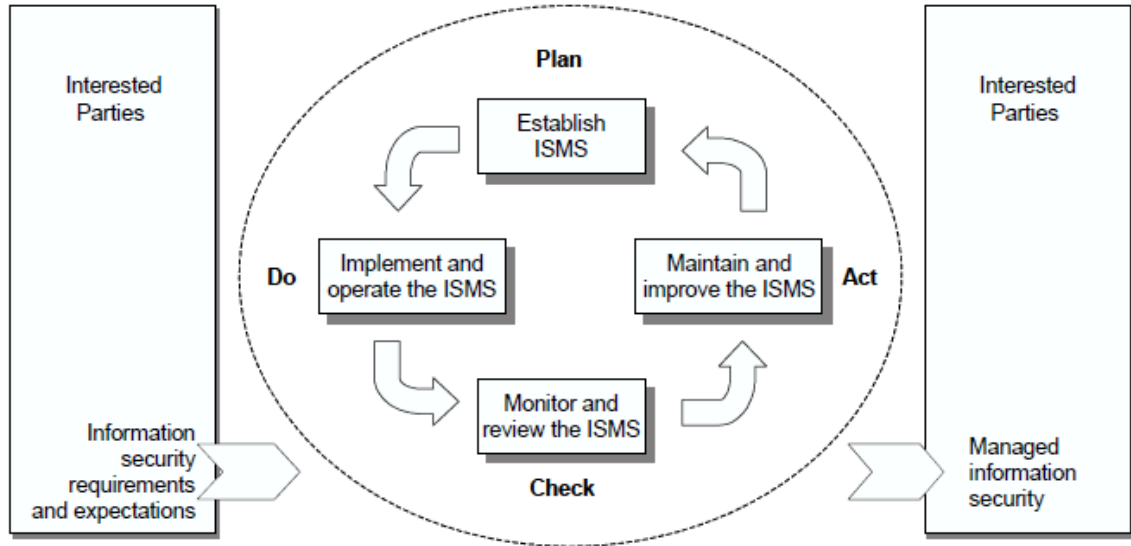 Interested
Parties
Information
security
requirements
and expectations
Plan
Establish
ISMS
Do
Implement and
operate the ISMS
Maintain and
improve the ISMS
Act
Monitor and
review the ISMS
Check
Interested
Parties
Managed
information
security